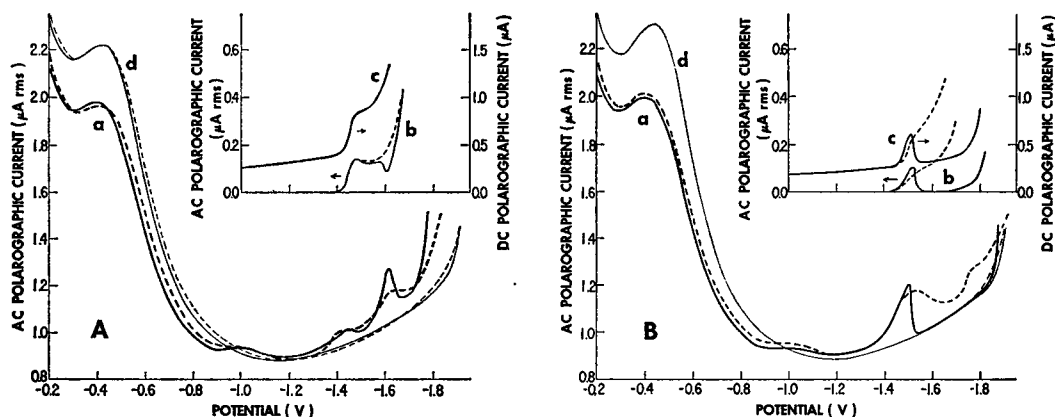 AC POLAROGRAPHIC CURRENT (μA rms)
2.2
2.0
1.8
1.6
1.4
1.2
1.0
0.8
-0.2
-0.4
-0.6
-0.8
-1.0
-1.2
-1.4
-1.6
-1.8
POTENTIAL ( V )
A
a
d
AC POLAROGRAPHIC CURRENT
(μA rms)
0.6
0.4
0.2
0.0
b
c
1.5
1.0
0.5
0.0
DC POLAROGRAPHIC CURRENT (μA)
AC POLAROGRAPHIC CURRENT (μA rms)
2.2
2.0
1.8
1.6
1.4
1.2
1.0
0.8
-0.2
-0.4
-0.6
-0.8
-1.0
-1.2
-1.4
-1.6
-1.8
POTENTIAL ( V )
B
a
d
AC POLAROGRAPHIC CURRENT
(μA rms)
0.6
0.4
0.2
0.0
c
b
1.5
1.0
0.5
0.0
DC POLAROGRAPHIC CURRENT (μA)